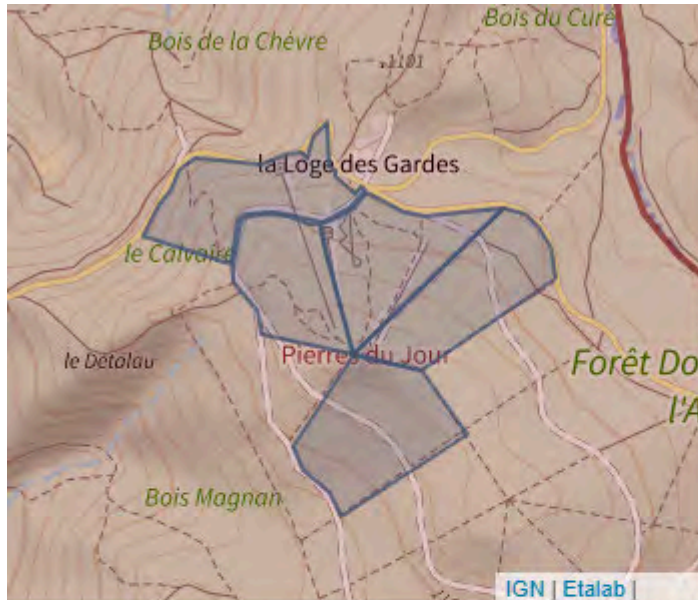 Bois du Curé
Bois de la Chèvre
1101
la Loge des Gardes
le Calvaire
Pierres du Jour
le Détalau
Forêt Do
l'A
Bois Magnan
IGN | Etalab |